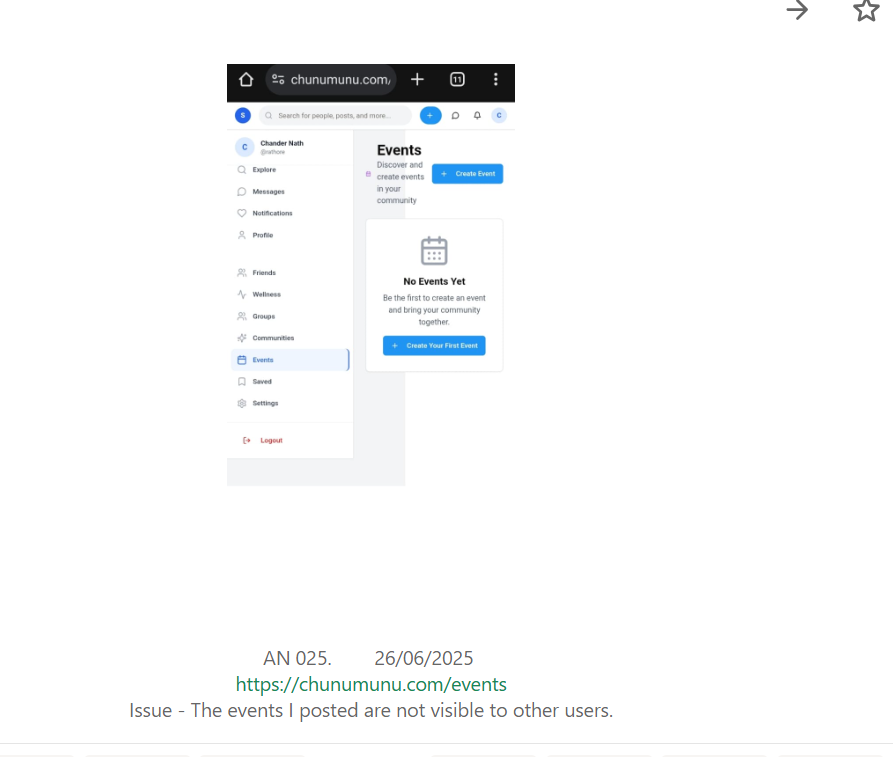 chunumunu.com/
11
S
Search for people, posts, and more...
+
C
C
Chander Nath
@rathore
Explore
Messages
Notifications
Profile
Friends
Wellness
Groups
Communities
Events
Saved
Settings
Logout
Events
Discover and
create events
in your
community
+ Create Event
No Events Yet
Be the first to create an event
and bring your community
together.
+ Create Your First Event
AN 025. 26/06/2025
https://chunumunu.com/events
Issue - The events I posted are not visible to other users.